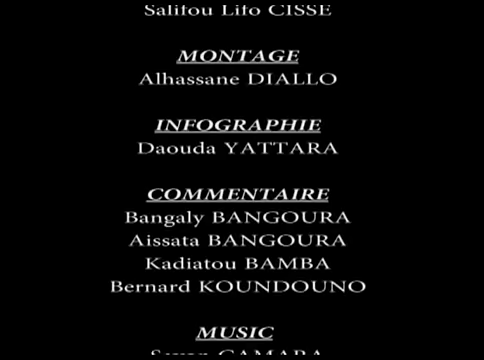 Salifou Lifo CISSE
MONTAGE
Alhassane DIALLO
INFOGRAPHIE
Daouda YATTARA
COMMENTAIRE
Bangaly BANGOURA
Aissata BANGOURA
Kadiatou BAMBA
Bernard KOUNDOUNO
MUSIC
CAMARA